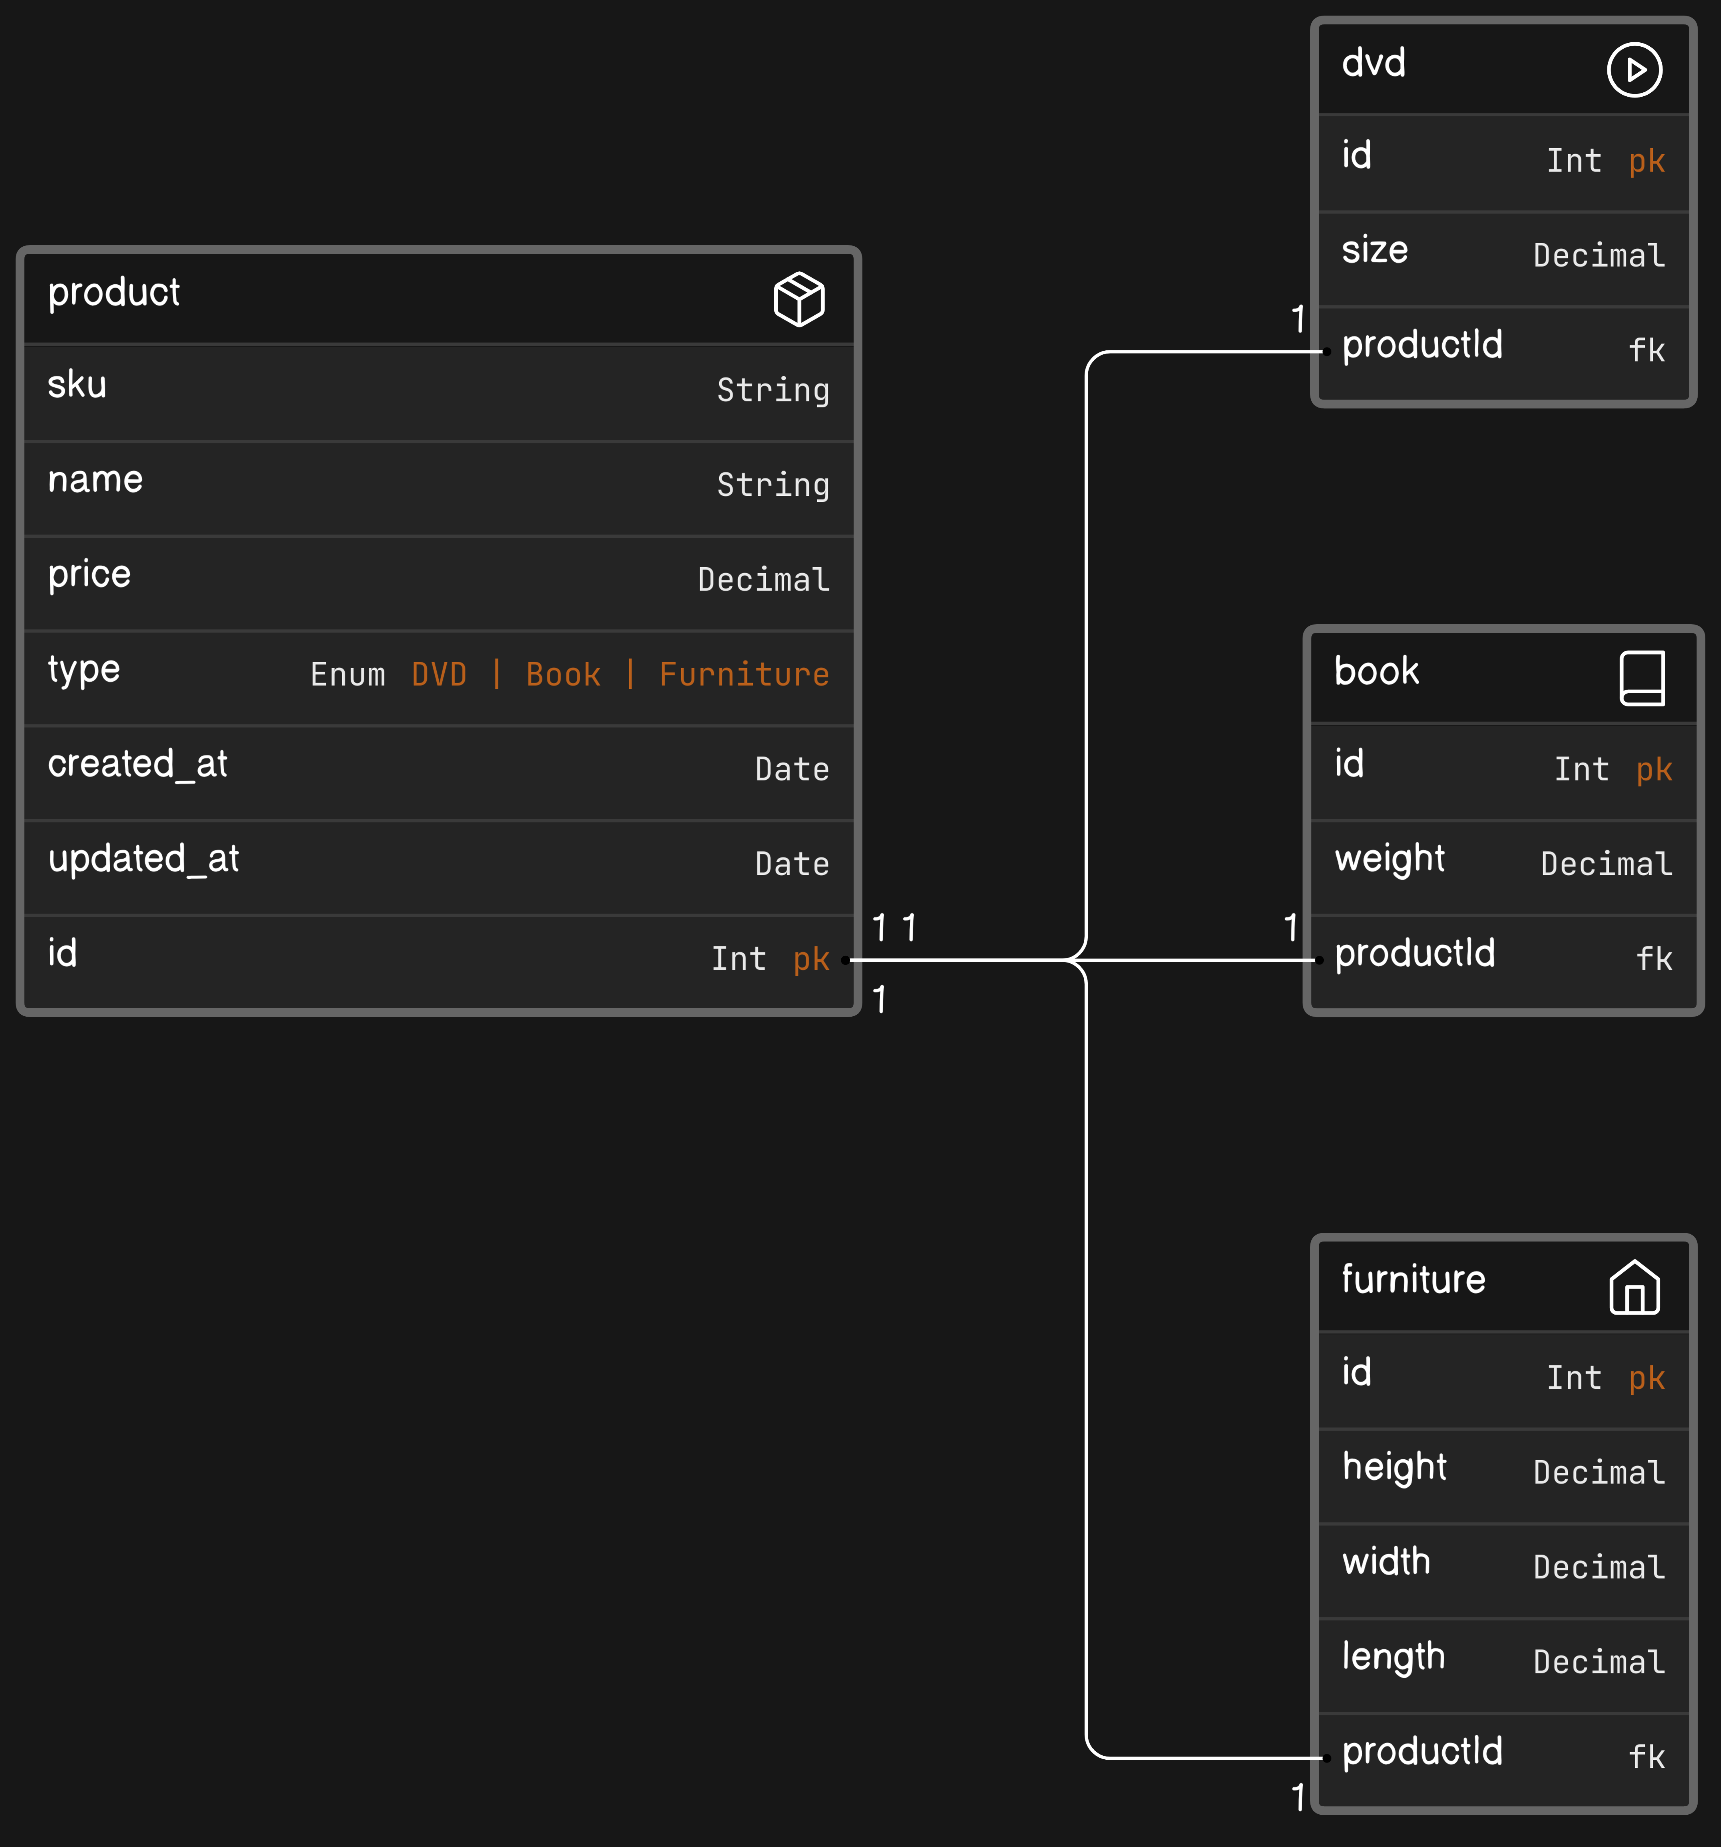 product
sku String
name String
price Decimal
type Enum DVD | Book | Furniture
created_at Date
updated_at Date
id Int pk
1 1
1
dvd
id Int pk
size Decimal
1
productId fk
book
id Int pk
weight Decimal
1
productId fk
furniture
id Int pk
height Decimal
width Decimal
length Decimal
productId fk
1